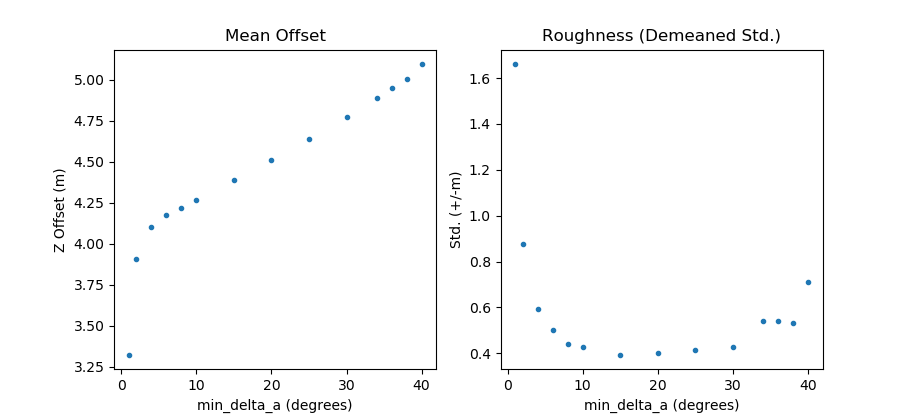 Mean Offset
Z Offset (m)
5.00
4.75
4.50
4.25
4.00
3.75
3.50
3.25
0 10 20 30 40
min_delta_a (degrees)
Roughness (Demeaned Std.)
Std. (+/-m)
1.6
1.4
1.2
1.0
0.8
0.6
0.4
0 10 20 30 40
min_delta_a (degrees)